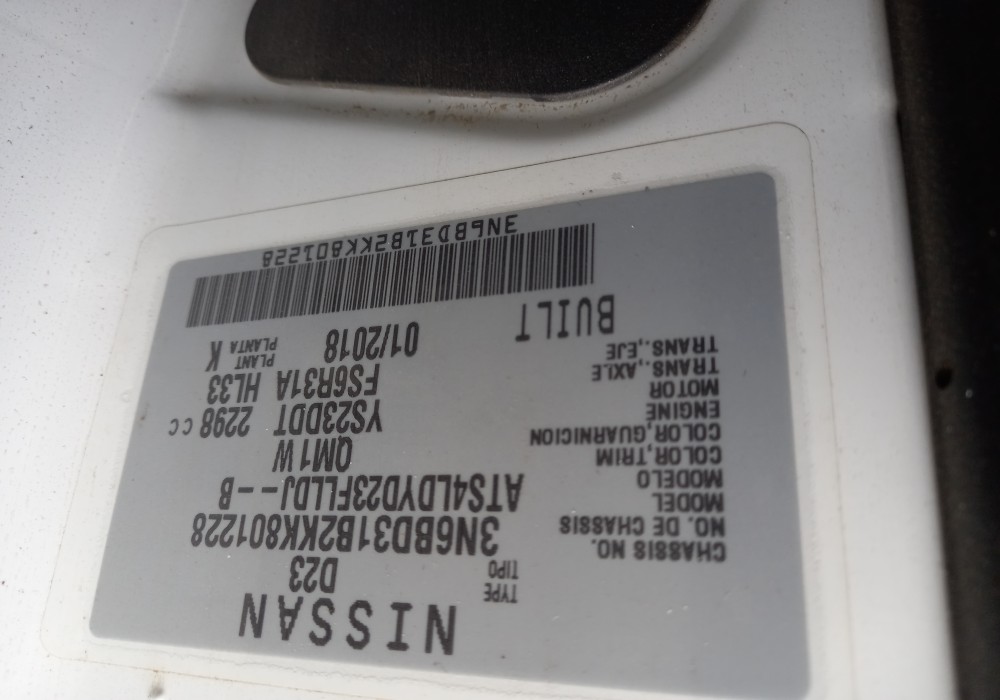 NISSAN
TYPE
TIPO D23
CHASSIS NO.
NO. DE CHASSIS 3N6BD31B2KK801228
MODEL
MODELO ATS4LDYD23FLLDJ--B
COLOR,TRIM
COLOR,GUARNICION QM1W
ENGINE
MOTOR YS23DDT 2298 CC
TRANS.,AXLE
TRANS.,EJE FS6R31A HL33
BUILT 01/2018 PLANT
PLANTA K
3N6BD31B2KK801228